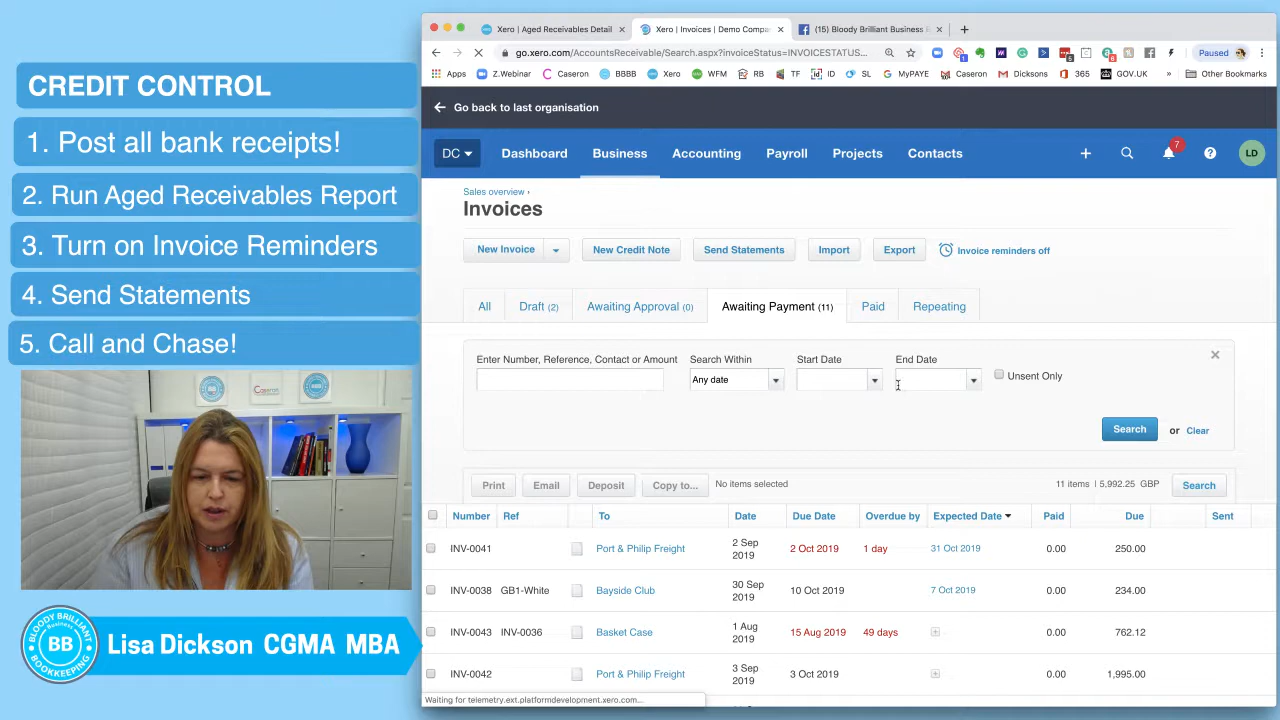 CREDIT CONTROL
1. Post all bank receipts!
2. Run Aged Receivables Report
3. Turn on Invoice Reminders
4. Send Statements
5. Call and Chase!
BLOODY BRILLIANT
Business
BB
BOOKKEEPING
Lisa Dickson CGMA MBA
Xero | Aged Receivables Detail
Xero | Invoices | Demo Compa
(15) Bloody Brilliant Business
go.xero.com/AccountsReceivable/Search.aspx?invoiceStatus=INVOICESTATUS...
Paused
Apps Z.Webinar Caseron BBBB Xero WFM RB TF ID SL MyPAYE Caseron Dicksons 365 GOV.UK » Other Bookmarks
Go back to last organisation
DC Dashboard Business Accounting Payroll Projects Contacts 7 LD
Sales overview ›
Invoices
New Invoice New Credit Note Send Statements Import Export Invoice reminders off
All Draft (2) Awaiting Approval (0) Awaiting Payment (11) Paid Repeating
Enter Number, Reference, Contact or Amount Search Within Start Date End Date
Any date Unsent Only
Search or Clear
Print Email Deposit Copy to... No items selected 11 items | 5,992.25 GBP Search
Number Ref To Date Due Date Overdue by Expected Date Paid Due Sent
INV-0041 Port & Philip Freight 2 Sep 2019 2 Oct 2019 1 day 31 Oct 2019 0.00 250.00
INV-0038 GB1-White Bayside Club 30 Sep 2019 10 Oct 2019 7 Oct 2019 0.00 234.00
INV-0043 INV-0036 Basket Case 1 Aug 2019 15 Aug 2019 49 days 0.00 762.12
INV-0042 Port & Philip Freight 3 Sep 2019 3 Oct 2019 0.00 1,995.00
Waiting for telemetry.ext.platformdevelopment.xero.com...